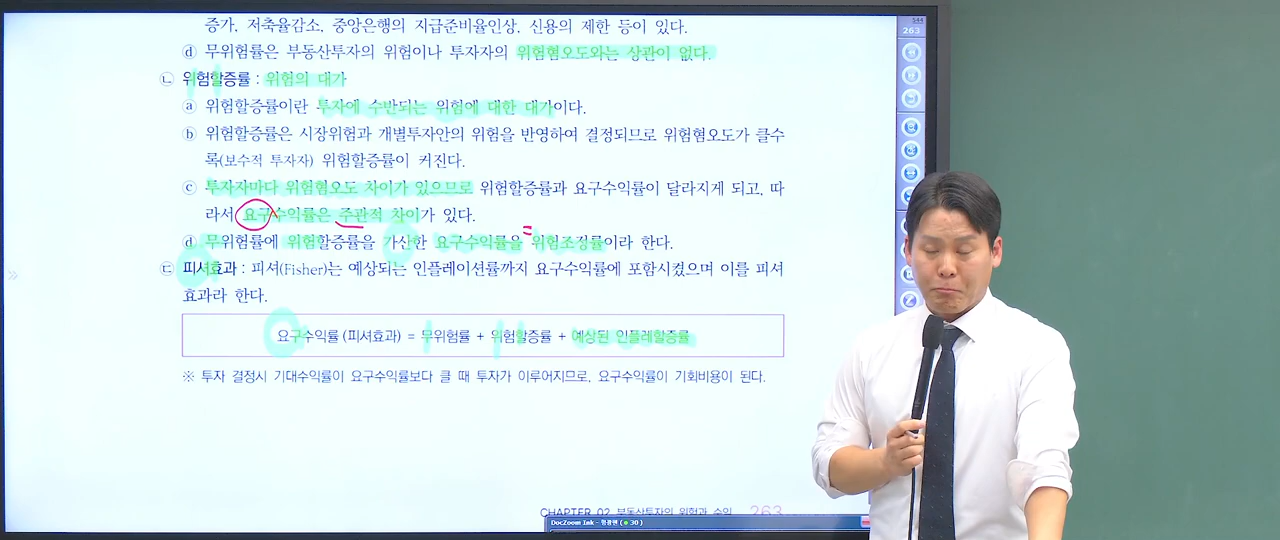 증가, 저축율감소, 중앙은행의 지급준비율인상, 신용의 제한 등이 있다.
ⓓ 무위험률은 부동산투자의 위험이나 투자자의 위험혐오도와는 상관이 없다.
㉡ 위험할증률 : 위험의 대가
ⓐ 위험할증률이란 투자에 수반되는 위험에 대한 대가이다.
ⓑ 위험할증률은 시장위험과 개별투자안의 위험을 반영하여 결정되므로 위험혐오도가 클수
록(보수적 투자자) 위험할증률이 커진다.
ⓒ 투자자마다 위험혐오도 차이가 있으므로 위험할증률과 요구수익률이 달라지게 되고, 따
라서 요구수익률은 주관적 차이가 있다.
ⓓ 무위험률에 위험할증률을 가산한 요구수익률을 위험조정률이라 한다.
㉢ 피셔효과 : 피셔(Fisher)는 예상되는 인플레이션률까지 요구수익률에 포함시켰으며 이를 피셔
효과라 한다.
요구수익률(피셔효과) = 무위험률 + 위험할증률 + 예상된 인플레할증률
※ 투자 결정시 기대수익률이 요구수익률보다 클 때 투자가 이루어지므로, 요구수익률이 기회비용이 된다.
CHAPTER 02 부동산투자의 위험과 수익 263
DocZoom Ink - 형광펜 (● 30)
544
263